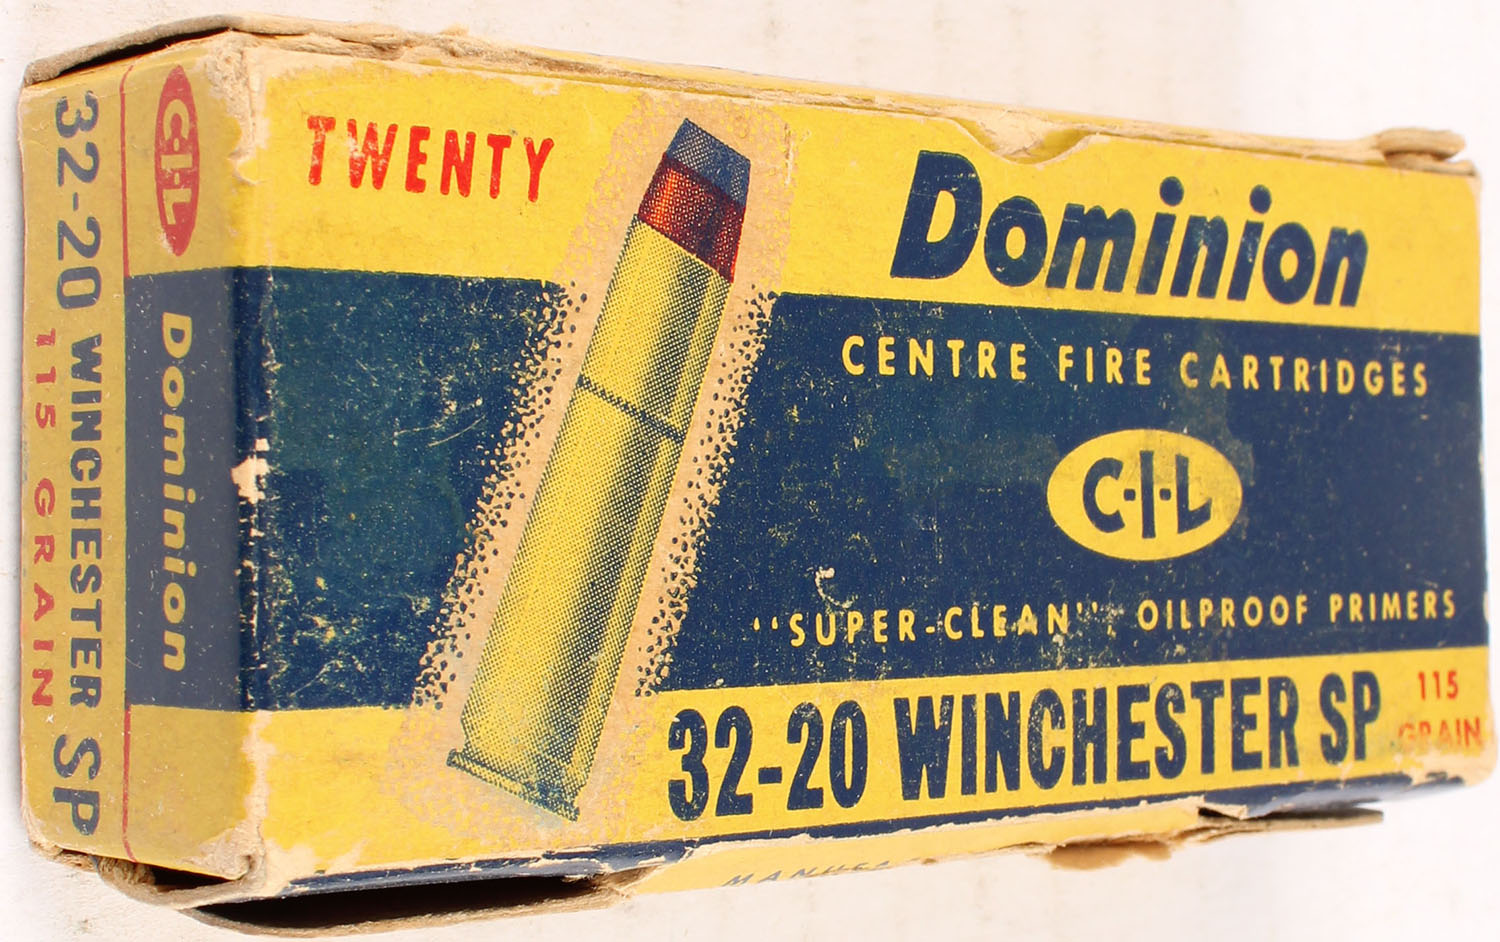 32-20 WINCHESTER SP
115 GRAIN
C-I-L
Dominion
TWENTY
Dominion
CENTRE FIRE CARTRIDGES
C-I-L
"SUPER-CLEAN", OILPROOF PRIMERS
32-20 WINCHESTER SP
115
GRAIN